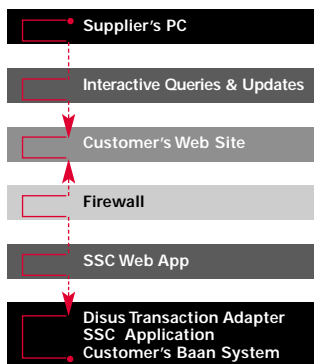 Supplier's PC
Interactive Queries & Updates
Customer's Web Site
Firewall
SSC Web App
Disus Transaction Adapter
SSC Application
Customer's Baan System